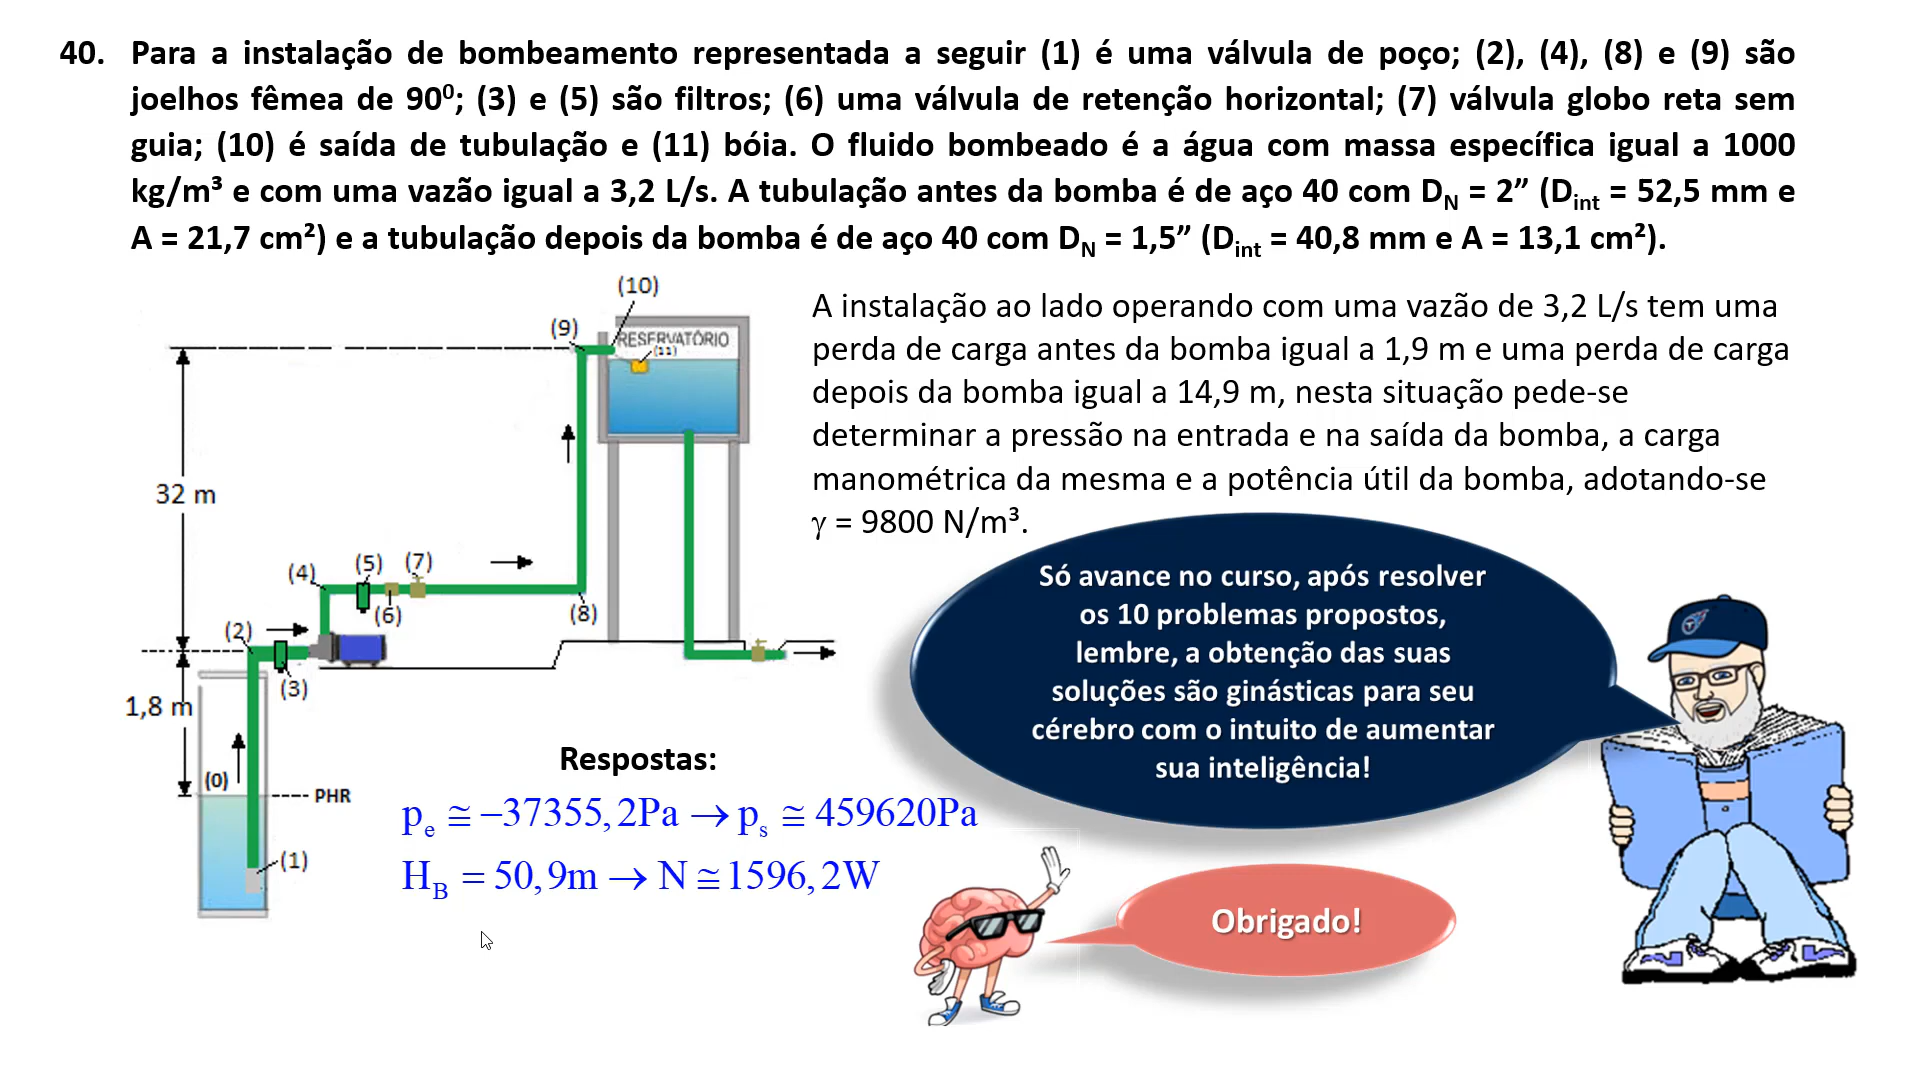 40. Para a instalação de bombeamento representada a seguir (1) é uma válvula de poço; (2), (4), (8) e (9) são
joelhos fêmea de 90⁰; (3) e (5) são filtros; (6) uma válvula de retenção horizontal; (7) válvula globo reta sem
guia; (10) é saída de tubulação e (11) bóia. O fluido bombeado é a água com massa específica igual a 1000
kg/m³ e com uma vazão igual a 3,2 L/s. A tubulação antes da bomba é de aço 40 com D_N = 2” (D_int = 52,5 mm e
A = 21,7 cm²) e a tubulação depois da bomba é de aço 40 com D_N = 1,5” (D_int = 40,8 mm e A = 13,1 cm²).
A instalação ao lado operando com uma vazão de 3,2 L/s tem uma
perda de carga antes da bomba igual a 1,9 m e uma perda de carga
depois da bomba igual a 14,9 m, nesta situação pede-se
determinar a pressão na entrada e na saída da bomba, a carga
manométrica da mesma e a potência útil da bomba, adotando-se
γ = 9800 N/m³.
(10)
(9)
RESERVATÓRIO
(11)
32 m
(4)
(5)
(7)
(6)
(8)
(2)
(3)
1,8 m
(0)
PHR
(1)
Só avance no curso, após resolver
os 10 problemas propostos,
lembre, a obtenção das suas
soluções são ginásticas para seu
cérebro com o intuito de aumentar
sua inteligência!
Respostas:
p_e ≅ −37355,2Pa → p_s ≅ 459620Pa
H_B = 50,9m → N ≅ 1596,2W
Obrigado!